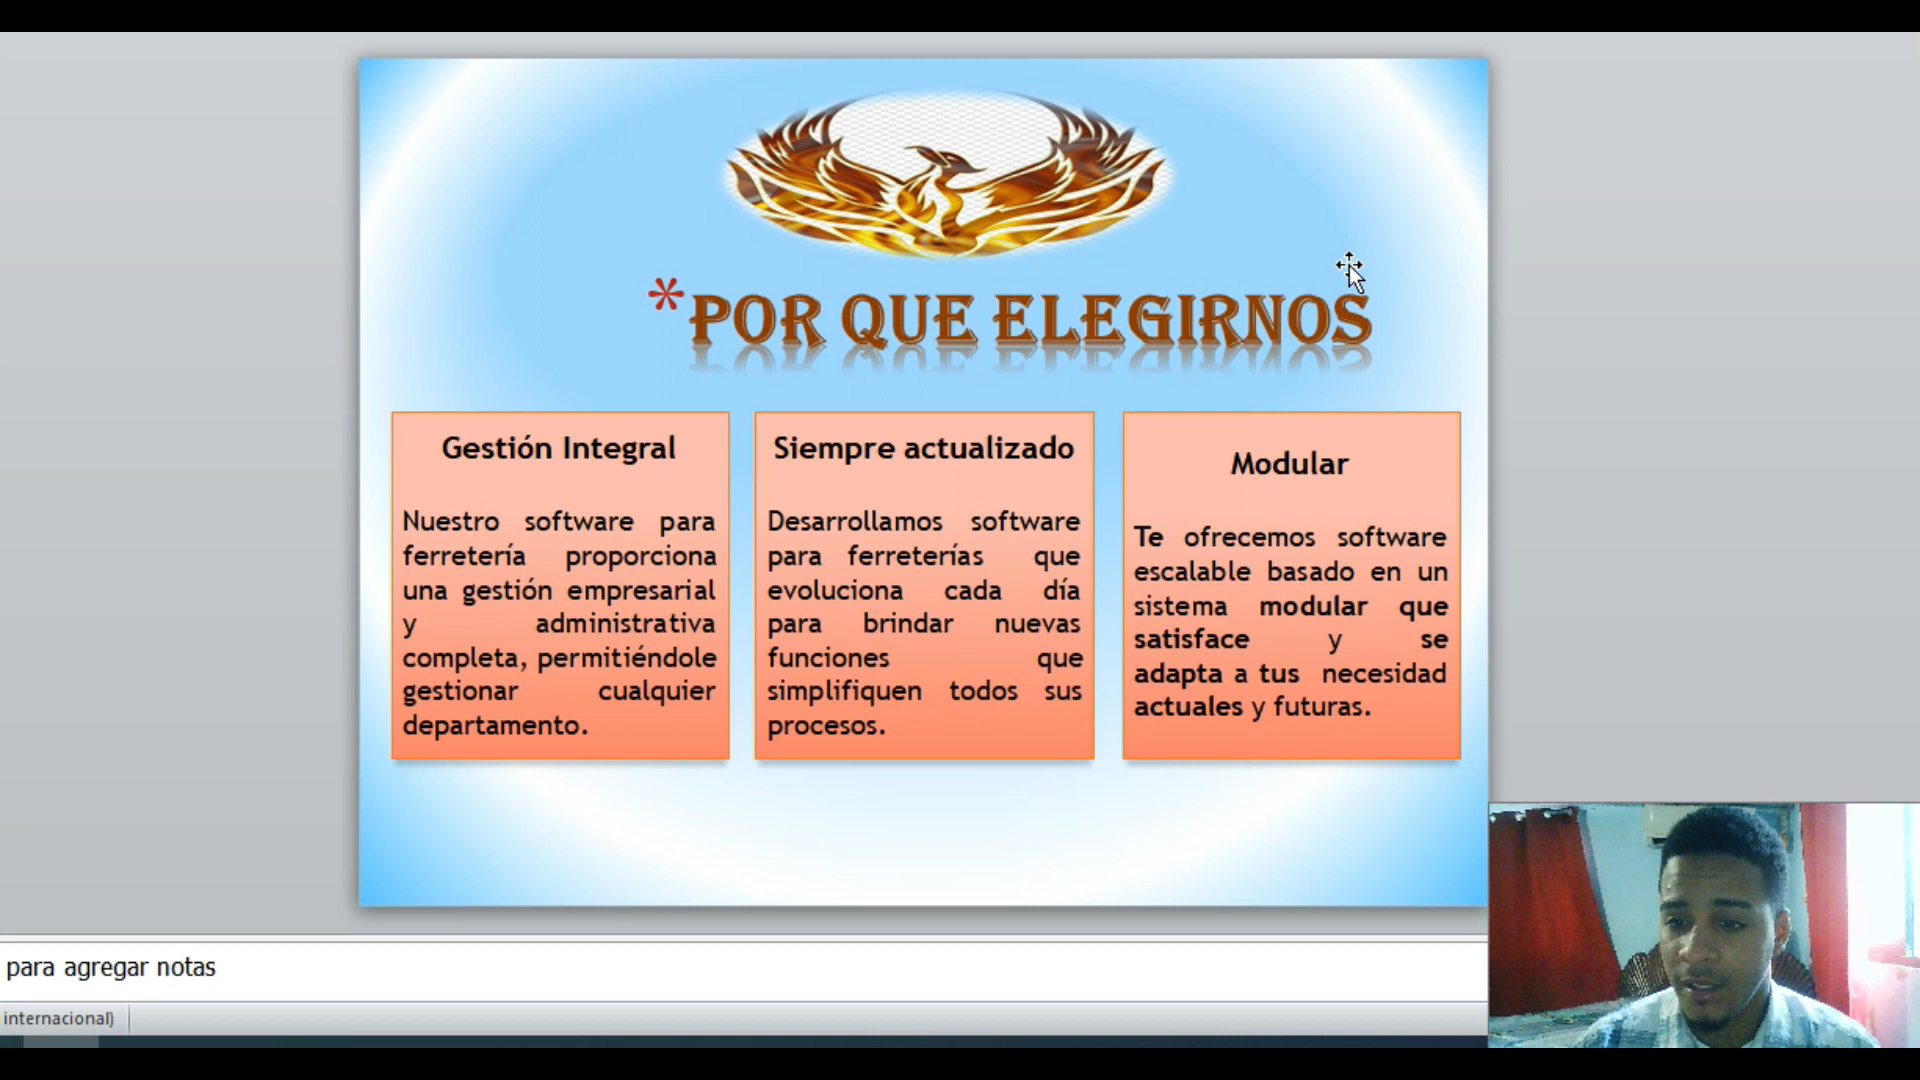 *POR QUE ELEGIRNOS
Gestión Integral
Nuestro software para
ferretería proporciona
una gestión empresarial
y administrativa
completa, permitiéndole
gestionar cualquier
departamento.
Siempre actualizado
Desarrollamos software
para ferreterías que
evoluciona cada día
para brindar nuevas
funciones que
simplifiquen todos sus
procesos.
Modular
Te ofrecemos software
escalable basado en un
sistema modular que
satisface y se
adapta a tus necesidad
actuales y futuras.
para agregar notas
internacional)